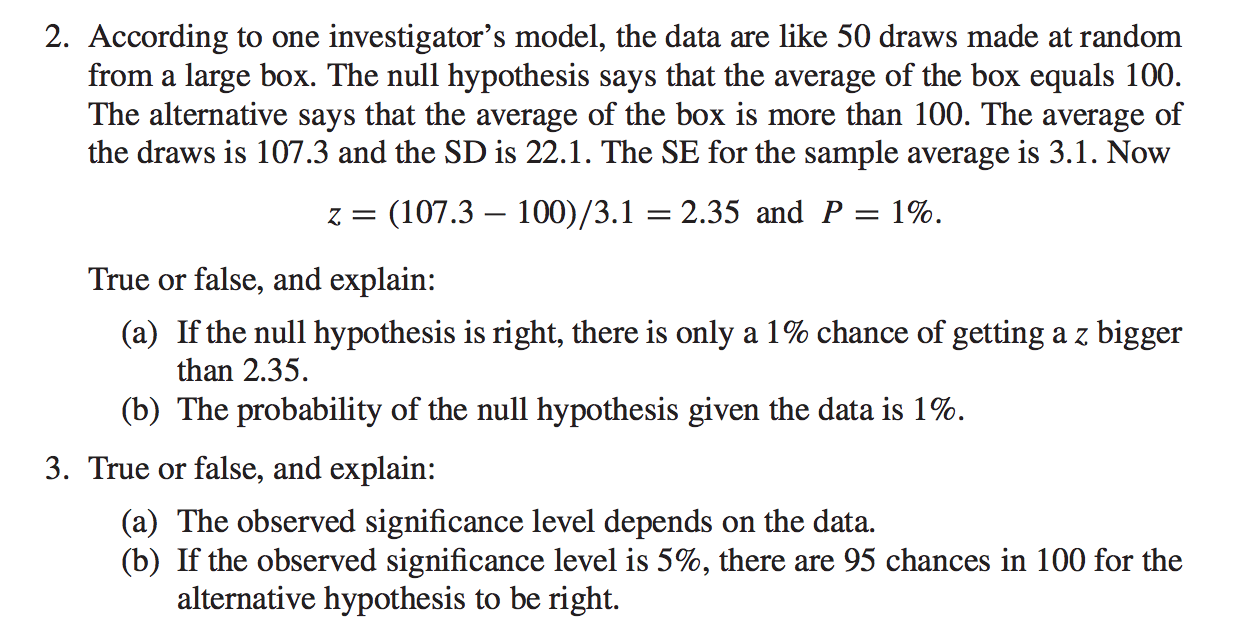 2. According to one investigator’s model, the data are like 50 draws made at random
from a large box. The null hypothesis says that the average of the box equals 100.
The alternative says that the average of the box is more than 100. The average of
the draws is 107.3 and the SD is 22.1. The SE for the sample average is 3.1. Now
z = (107.3 − 100)/3.1 = 2.35 and P = 1%.
True or false, and explain:
(a) If the null hypothesis is right, there is only a 1% chance of getting a z bigger
than 2.35.
(b) The probability of the null hypothesis given the data is 1%.
3. True or false, and explain:
(a) The observed significance level depends on the data.
(b) If the observed significance level is 5%, there are 95 chances in 100 for the
alternative hypothesis to be right.